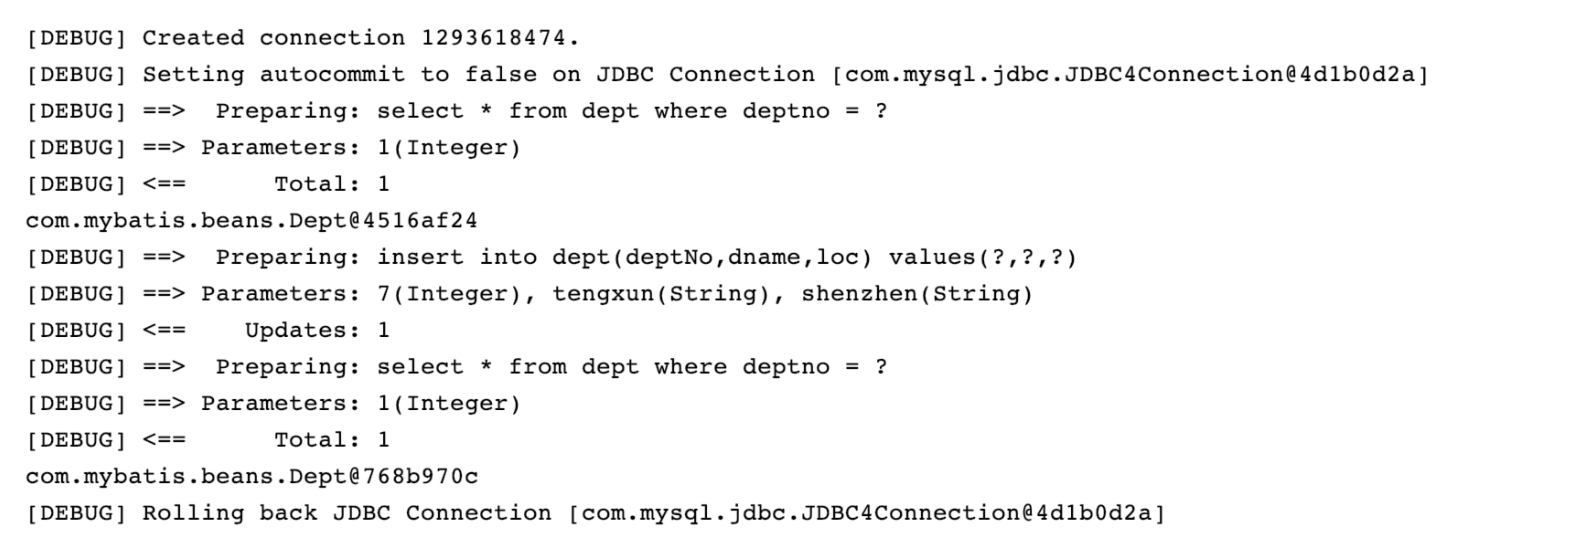 [DEBUG] Created connection 1293618474.
[DEBUG] Setting autocommit to false on JDBC Connection [com.mysql.jdbc.JDBC4Connection@4d1b0d2a]
[DEBUG] ==>  Preparing: select * from dept where deptno = ?
[DEBUG] ==> Parameters: 1(Integer)
[DEBUG] <==      Total: 1
com.mybatis.beans.Dept@4516af24
[DEBUG] ==>  Preparing: insert into dept(deptNo,dname,loc) values(?,?,?)
[DEBUG] ==> Parameters: 7(Integer), tengxun(String), shenzhen(String)
[DEBUG] <==    Updates: 1
[DEBUG] ==>  Preparing: select * from dept where deptno = ?
[DEBUG] ==> Parameters: 1(Integer)
[DEBUG] <==      Total: 1
com.mybatis.beans.Dept@768b970c
[DEBUG] Rolling back JDBC Connection [com.mysql.jdbc.JDBC4Connection@4d1b0d2a]